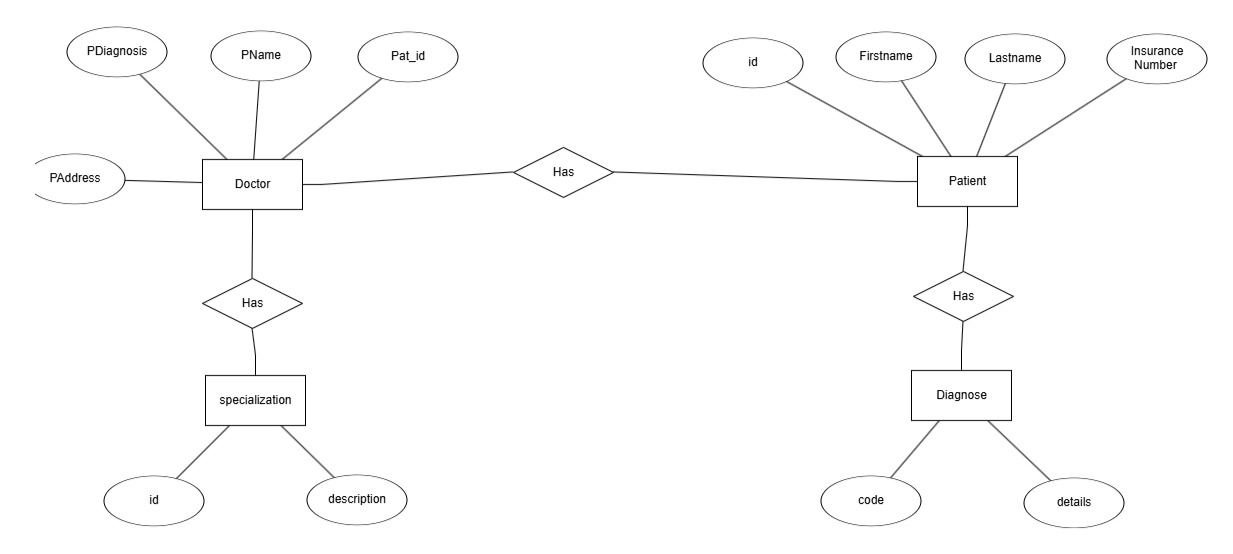 PDiagnosis
PName
Pat_id
id
Firstname
Lastname
Insurance
Number
PAddress
Doctor
Has
Patient
Has
Has
specialization
Diagnose
id
description
code
details